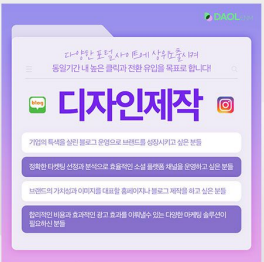 DAOL
다양한 포털사이트에 상위노출시켜
동일기간 내 높은 클릭과 전환 유입을 목표로 합니다!
blog
디자인제작
기업의 특색을 살린 블로그 운영으로 브랜드를 성장시키고 싶은 분들
정확한 타켓팅 선정과 분석으로 효율적인 소셜 플랫폼 채널을 운영하고 싶은 분들
브랜드의 가치성과 이미지를 대표할 홈페이지나 블로그 제작을 하고 싶은 분들
합리적인 비용과 효과적인 광고 효과를 이뤄낼수 있는 다양한 마케팅 솔루션이
필요하신 분들